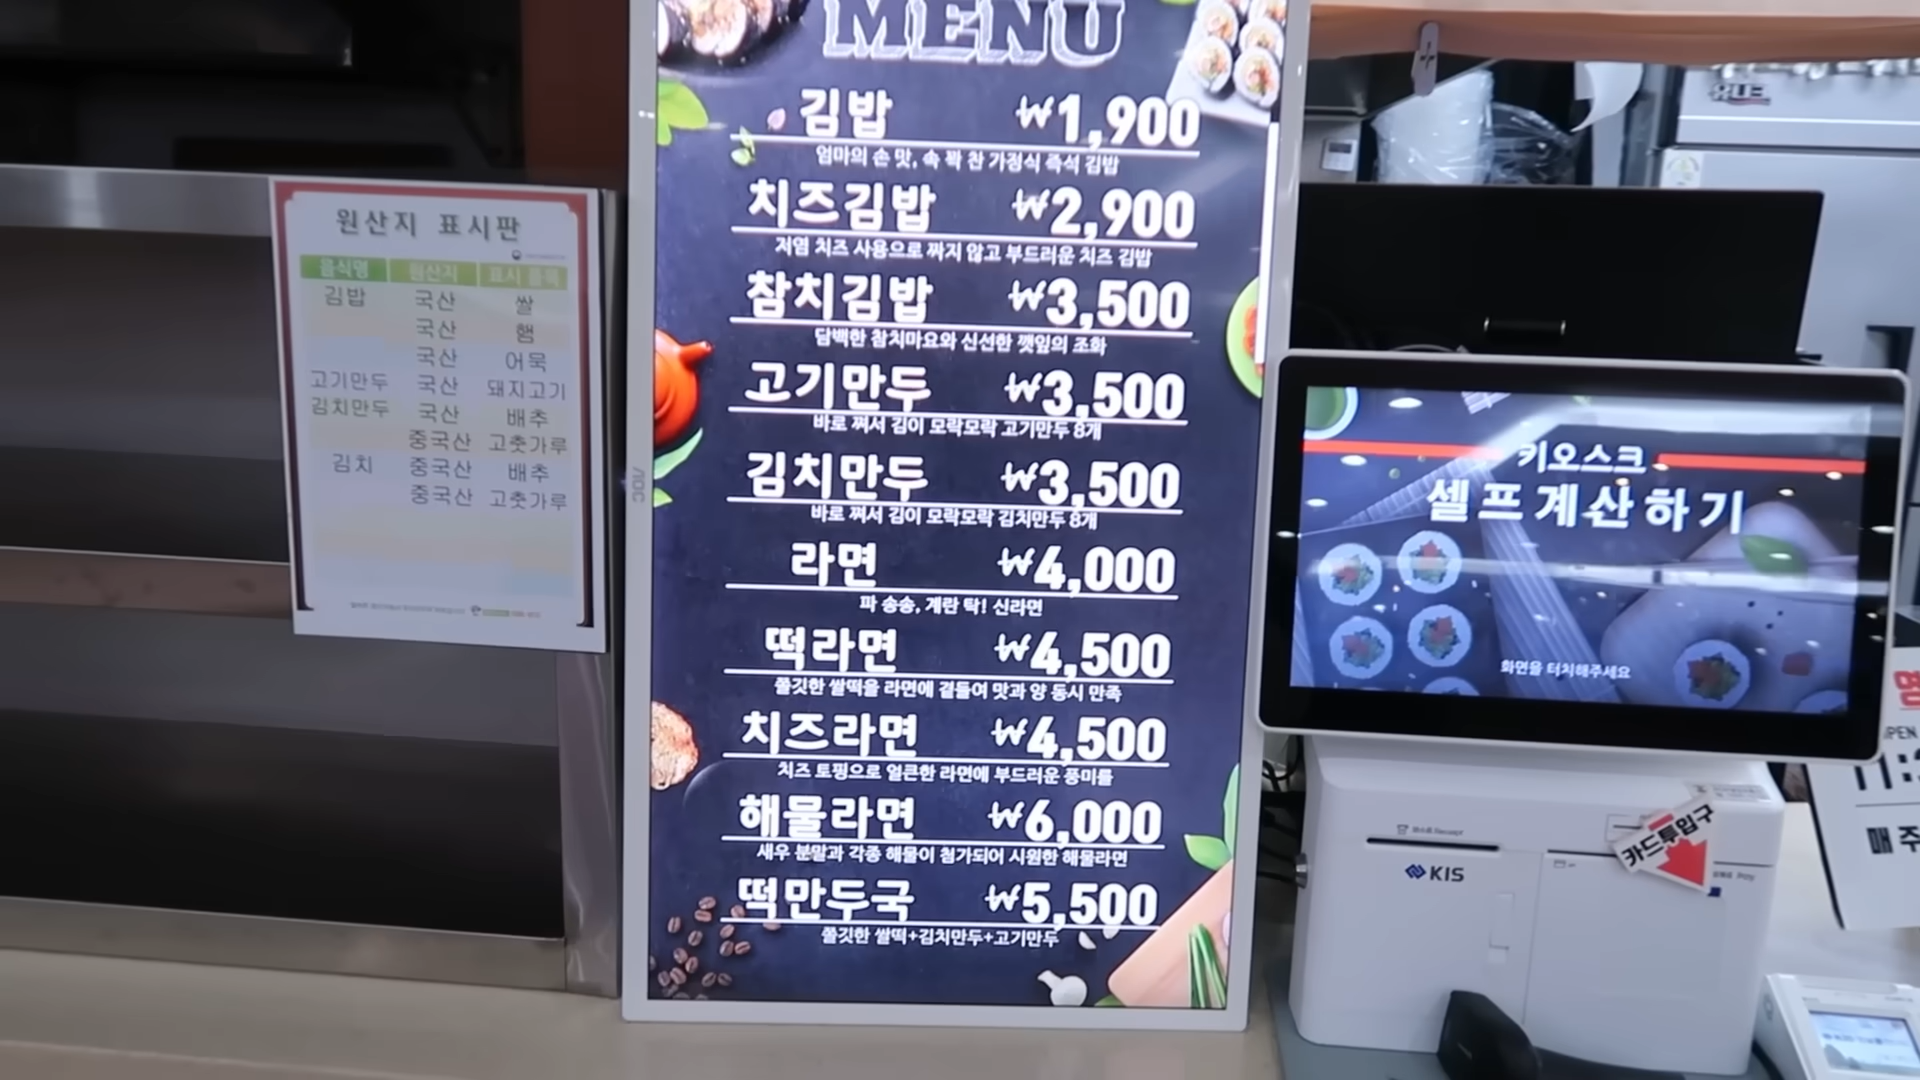 MENU
김밥 ₩1,900
엄마의 손 맛, 속 꽉 찬 가정식 즉석 김밥
치즈김밥 ₩2,900
저염 치즈 사용으로 짜지 않고 부드러운 치즈 김밥
참치김밥 ₩3,500
담백한 참치마요와 신선한 깻잎의 조화
고기만두 ₩3,500
바로 쪄서 김이 모락모락 고기만두 8개
김치만두 ₩3,500
바로 쪄서 김이 모락모락 김치만두 8개
라면 ₩4,000
파 송송, 계란 탁! 신라면
떡라면 ₩4,500
쫄깃한 쌀떡을 라면에 곁들여 맛과 양 동시 만족
치즈라면 ₩4,500
치즈 토핑으로 얼큰한 라면에 부드러운 풍미를
해물라면 ₩6,000
새우 분말과 각종 해물이 첨가되어 시원한 해물라면
떡만두국 ₩5,500
쫄깃한 쌀떡+김치만두+고기만두
원산지 표시판
음식명 원산지 표시 품목
김밥 국산 쌀
국산 햄
국산 어묵
고기만두 국산 돼지고기
김치만두 국산 배추
중국산 고춧가루
김치 중국산 배추
중국산 고춧가루
AOC
유니크
키오스크
셀프계산하기
화면을 터치해주세요
Receipt
KIS
카드투입구
매주